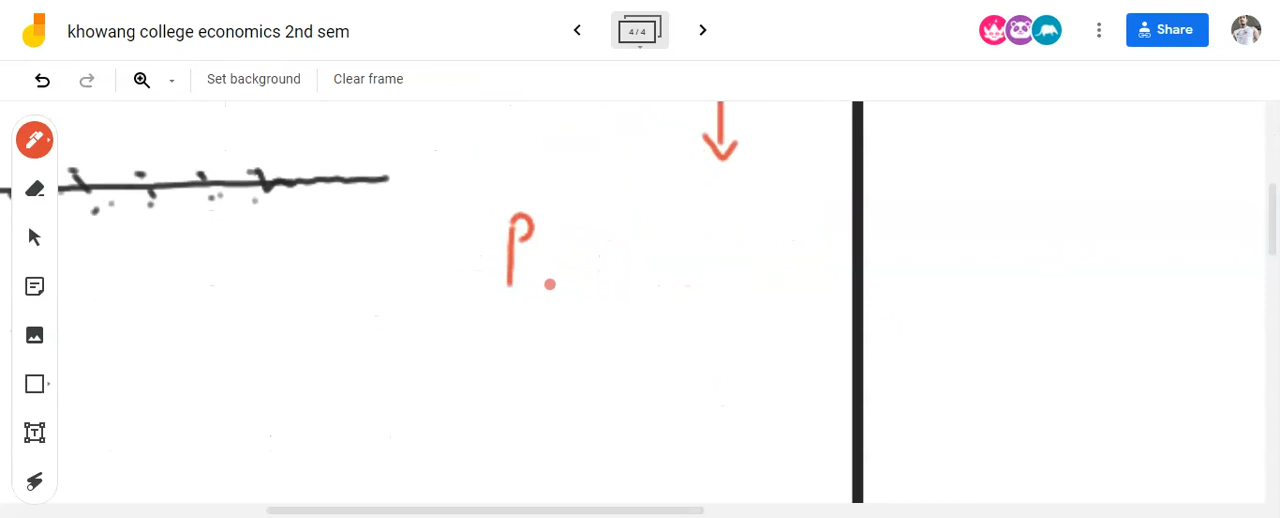 khowang college economics 2nd sem
4 / 4
Share
Set background
Clear frame
P